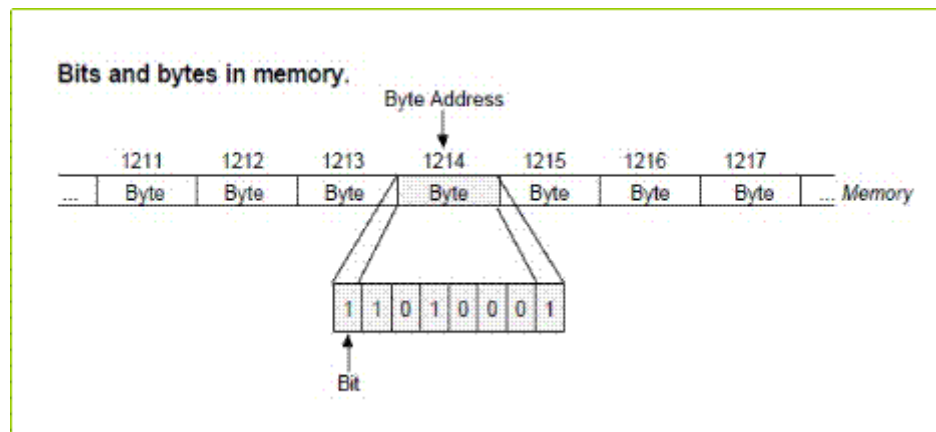 Bits and bytes in memory.
Byte Address
1211 1212 1213 1214 1215 1216 1217
... Byte Byte Byte Byte Byte Byte Byte ... Memory
1 1 0 1 0 0 0 1
Bit